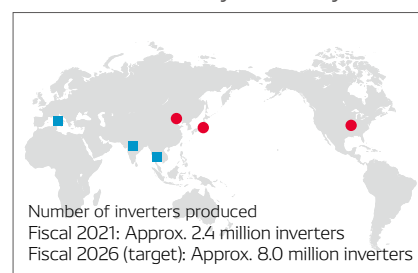 Number of inverters produced
Fiscal 2021: Approx. 2.4 million inverters
Fiscal 2026 (target): Approx. 8.0 million inverters